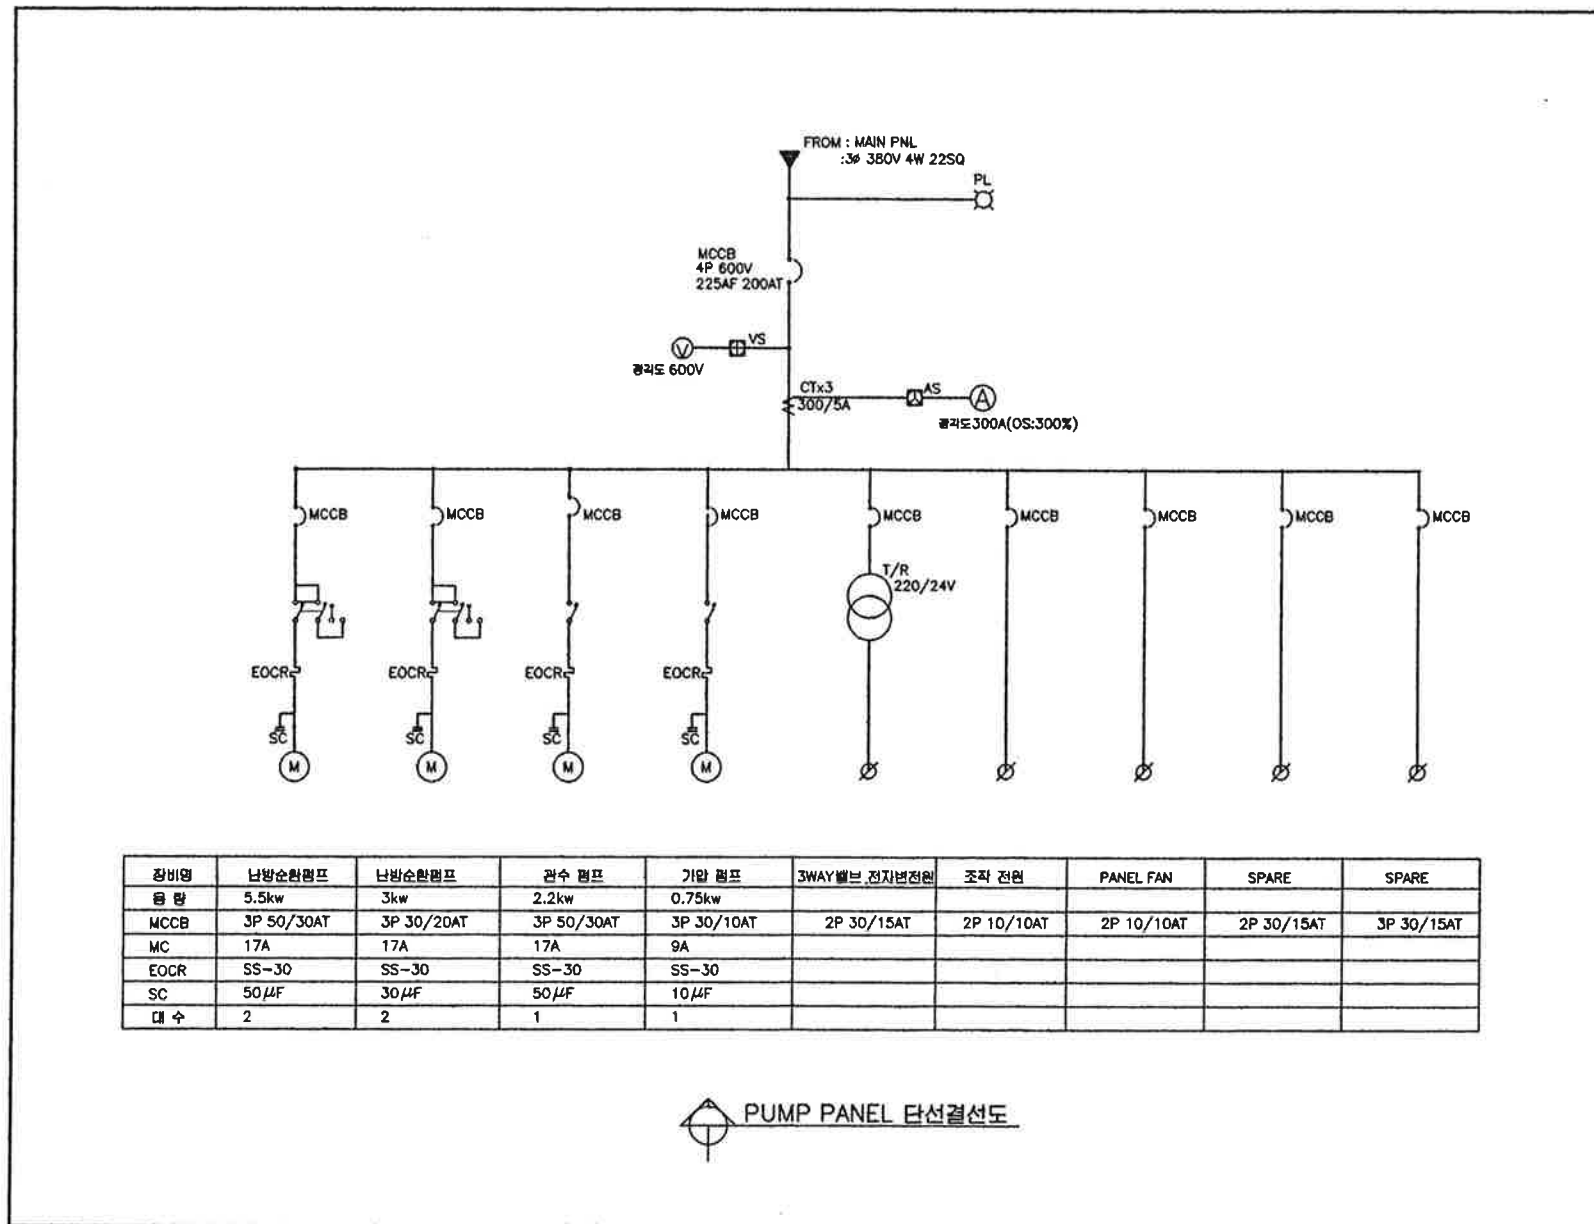 FROM : MAIN PNL
:3ø 380V 4W 22SQ
PL
MCCB
4P 600V
225AF 200AT
VS
V
광각도 600V
CTx3
300/5A
AS
A
광각도300A(OS:300%)
MCCB MCCB MCCB MCCB MCCB MCCB MCCB MCCB MCCB
T/R
220/24V
EOCR EOCR EOCR EOCR
SC SC SC SC
M M M M
장비명 난방순환펌프 난방순환펌프 관수 펌프 기압 펌프 3WAY밸브 전자변전원 조작 전원 PANEL FAN SPARE SPARE
용 량 5.5kw 3kw 2.2kw 0.75kw
MCCB 3P 50/30AT 3P 30/20AT 3P 50/30AT 3P 30/10AT 2P 30/15AT 2P 10/10AT 2P 10/10AT 2P 30/15AT 3P 30/15AT
MC 17A 17A 17A 9A
EOCR SS-30 SS-30 SS-30 SS-30
SC 50μF 30μF 50μF 10μF
대 수 2 2 1 1
PUMP PANEL 단선결선도